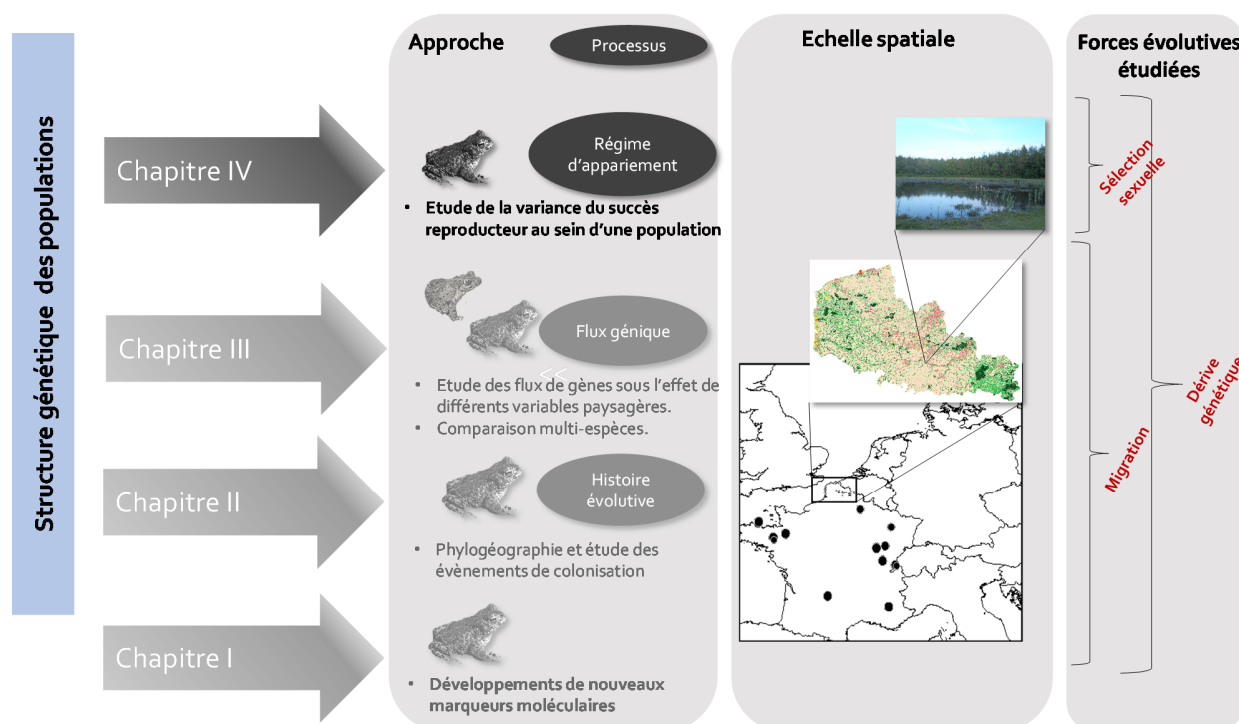 Structure génétique des populations
Approche
Processus
Echelle spatiale
Forces évolutives
étudiées
Chapitre IV
Régime
d'appariement
• Etude de la variance du succès
reproducteur au sein d'une population
Sélection
sexuelle
Chapitre III
Flux génique
<<
• Etude des flux de gènes sous l'effet de
différents variables paysagères.
• Comparaison multi-espèces.
Dérive
génétique
Migration
Chapitre II
Histoire
évolutive
• Phylogéographie et étude des
évènements de colonisation
Chapitre I
• Développements de nouveaux
marqueurs moléculaires